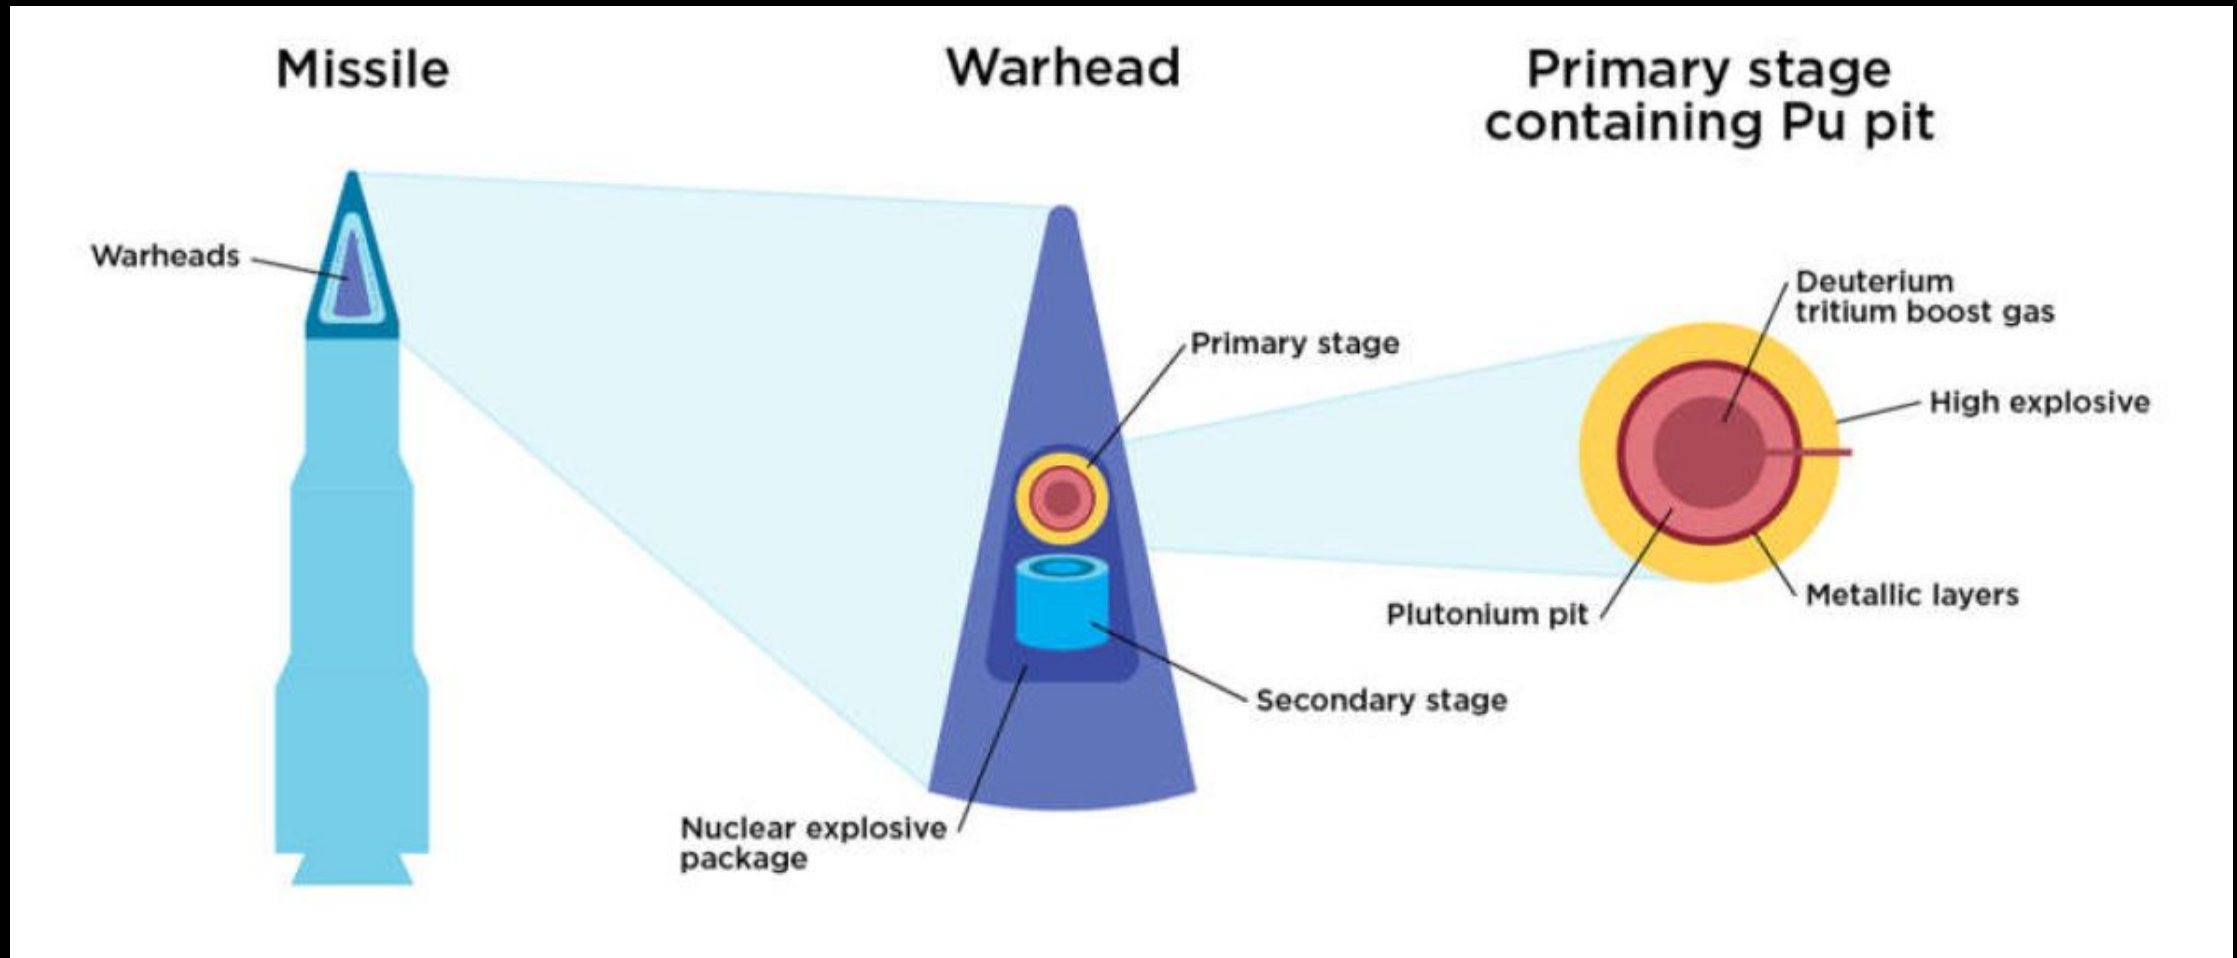 Missile
Warhead
Primary stage
containing Pu pit
Warheads
Primary stage
Deuterium
tritium boost gas
High explosive
Plutonium pit
Metallic layers
Secondary stage
Nuclear explosive
package